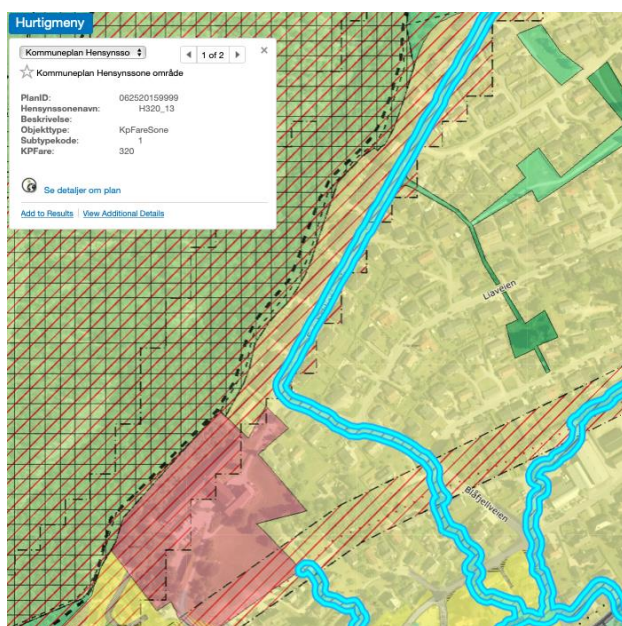 Hurtigmeny
Kommuneplan Hensynsso
1 of 2
Kommuneplan Hensynssone område
PlanID: 062520159999
Hensynssonenavn: H320_13
Beskrivelse:
Objekttype: KpFareSone
Subtypekode: 1
KPFare: 320
Se detaljer om plan
Add to Results View Additional Details
Liaveien
Blåfjellveien